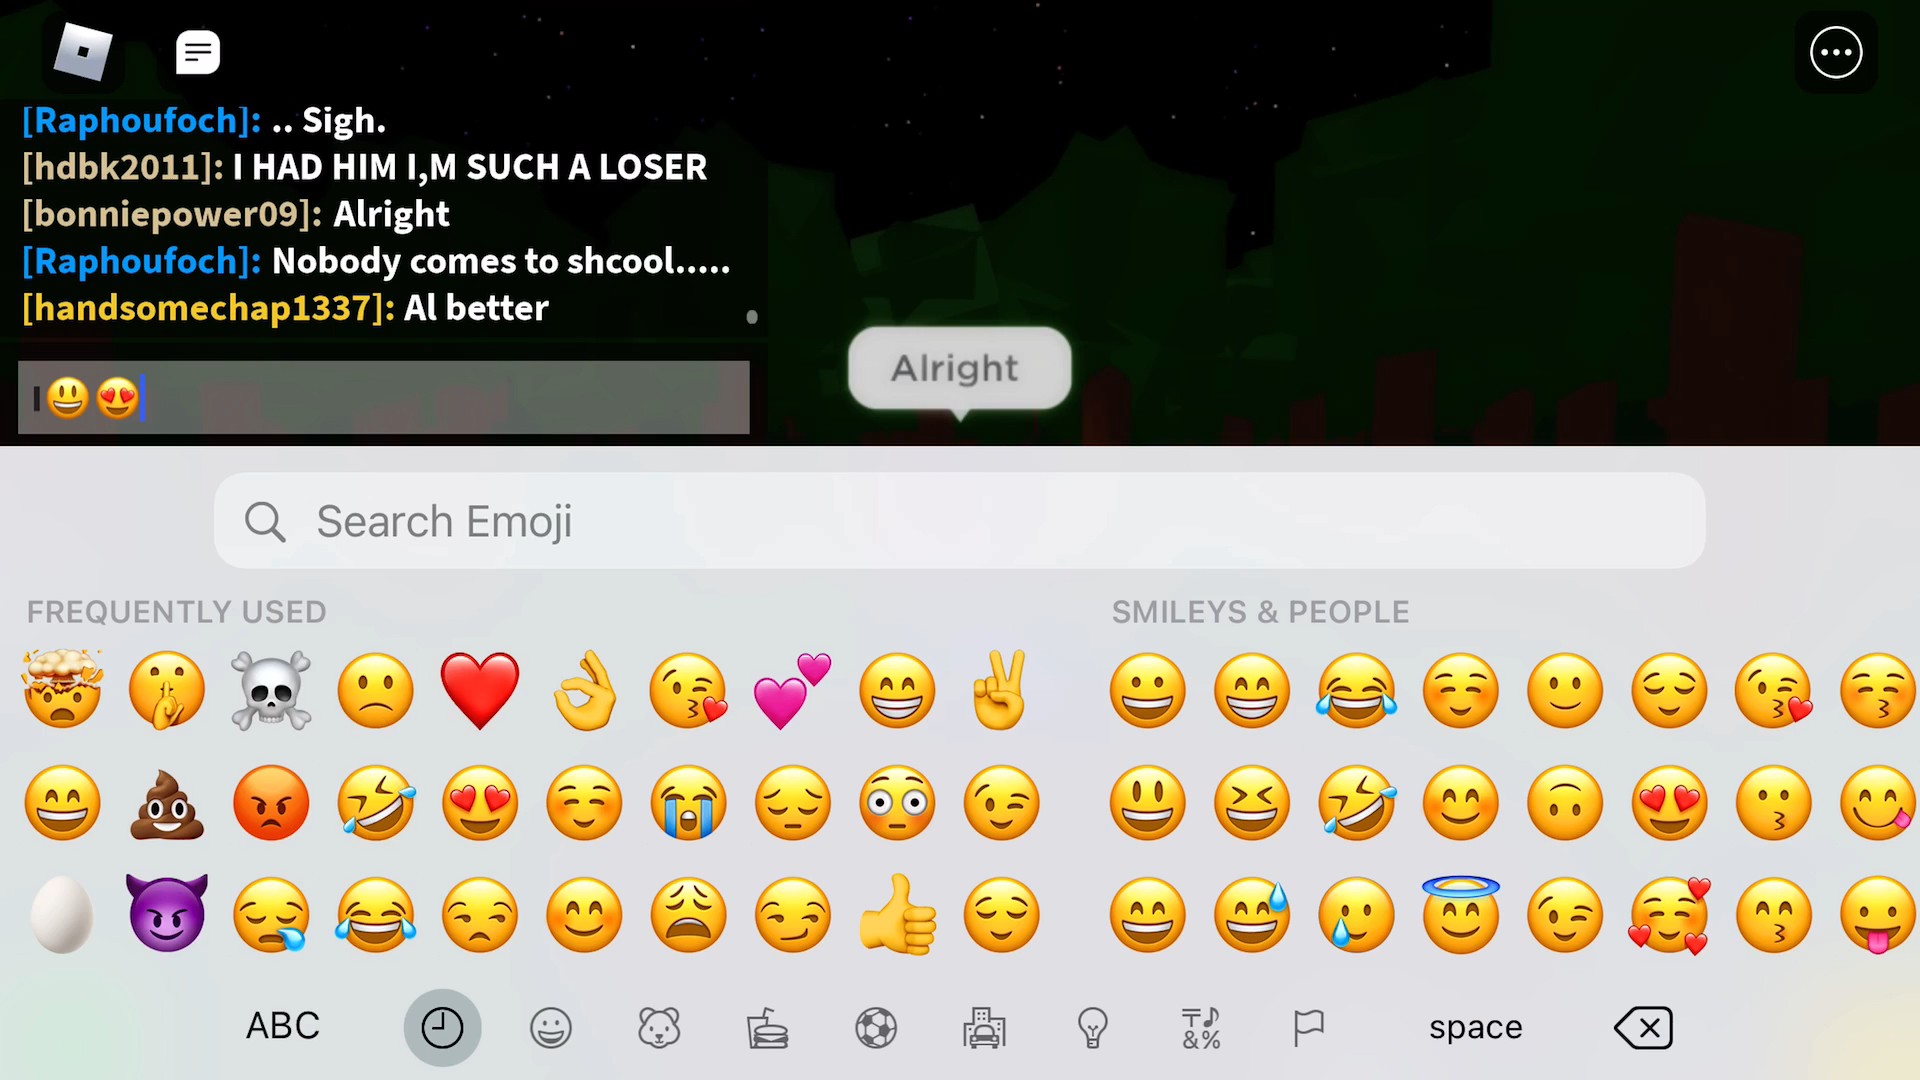 [Raphoufoch]: .. Sigh.
[hdbk2011]: I HAD HIM I,M SUCH A LOSER
[bonniepower09]: Alright
[Raphoufoch]: Nobody comes to shcool.....
[handsomechap1337]: Al better
I😃😍
Alright
Search Emoji
FREQUENTLY USED
SMILEYS & PEOPLE
ABC
&%
space